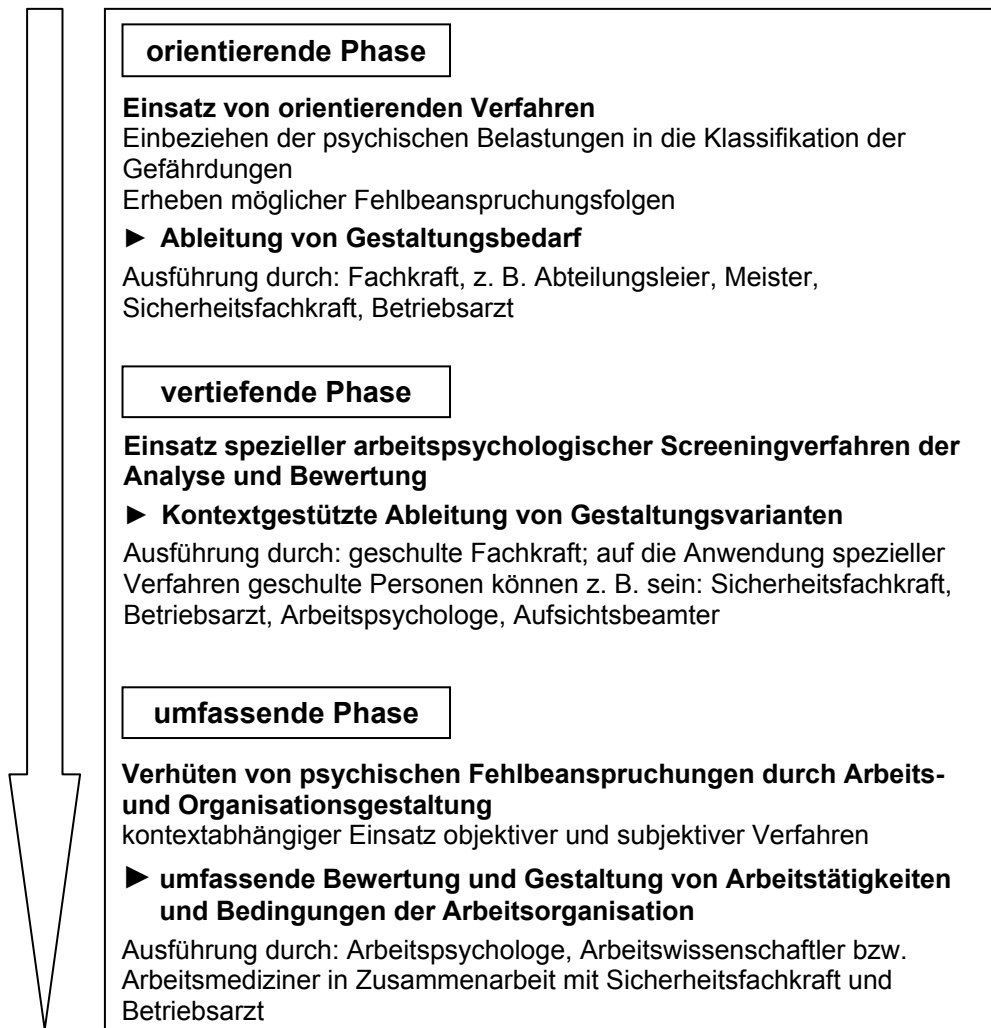 orientierende Phase
Einsatz von orientierenden Verfahren
Einbeziehen der psychischen Belastungen in die Klassifikation der
Gefährdungen
Erheben möglicher Fehlbeanspruchungsfolgen
► Ableitung von Gestaltungsbedarf
Ausführung durch: Fachkraft, z. B. Abteilungsleier, Meister,
Sicherheitsfachkraft, Betriebsarzt
vertiefende Phase
Einsatz spezieller arbeitspsychologischer Screeningverfahren der
Analyse und Bewertung
► Kontextgestützte Ableitung von Gestaltungsvarianten
Ausführung durch: geschulte Fachkraft; auf die Anwendung spezieller
Verfahren geschulte Personen können z. B. sein: Sicherheitsfachkraft,
Betriebsarzt, Arbeitspsychologe, Aufsichtsbeamter
umfassende Phase
Verhüten von psychischen Fehlbeanspruchungen durch Arbeits-
und Organisationsgestaltung
kontextabhängiger Einsatz objektiver und subjektiver Verfahren
► umfassende Bewertung und Gestaltung von Arbeitstätigkeiten
und Bedingungen der Arbeitsorganisation
Ausführung durch: Arbeitspsychologe, Arbeitswissenschaftler bzw.
Arbeitsmediziner in Zusammenarbeit mit Sicherheitsfachkraft und
Betriebsarzt